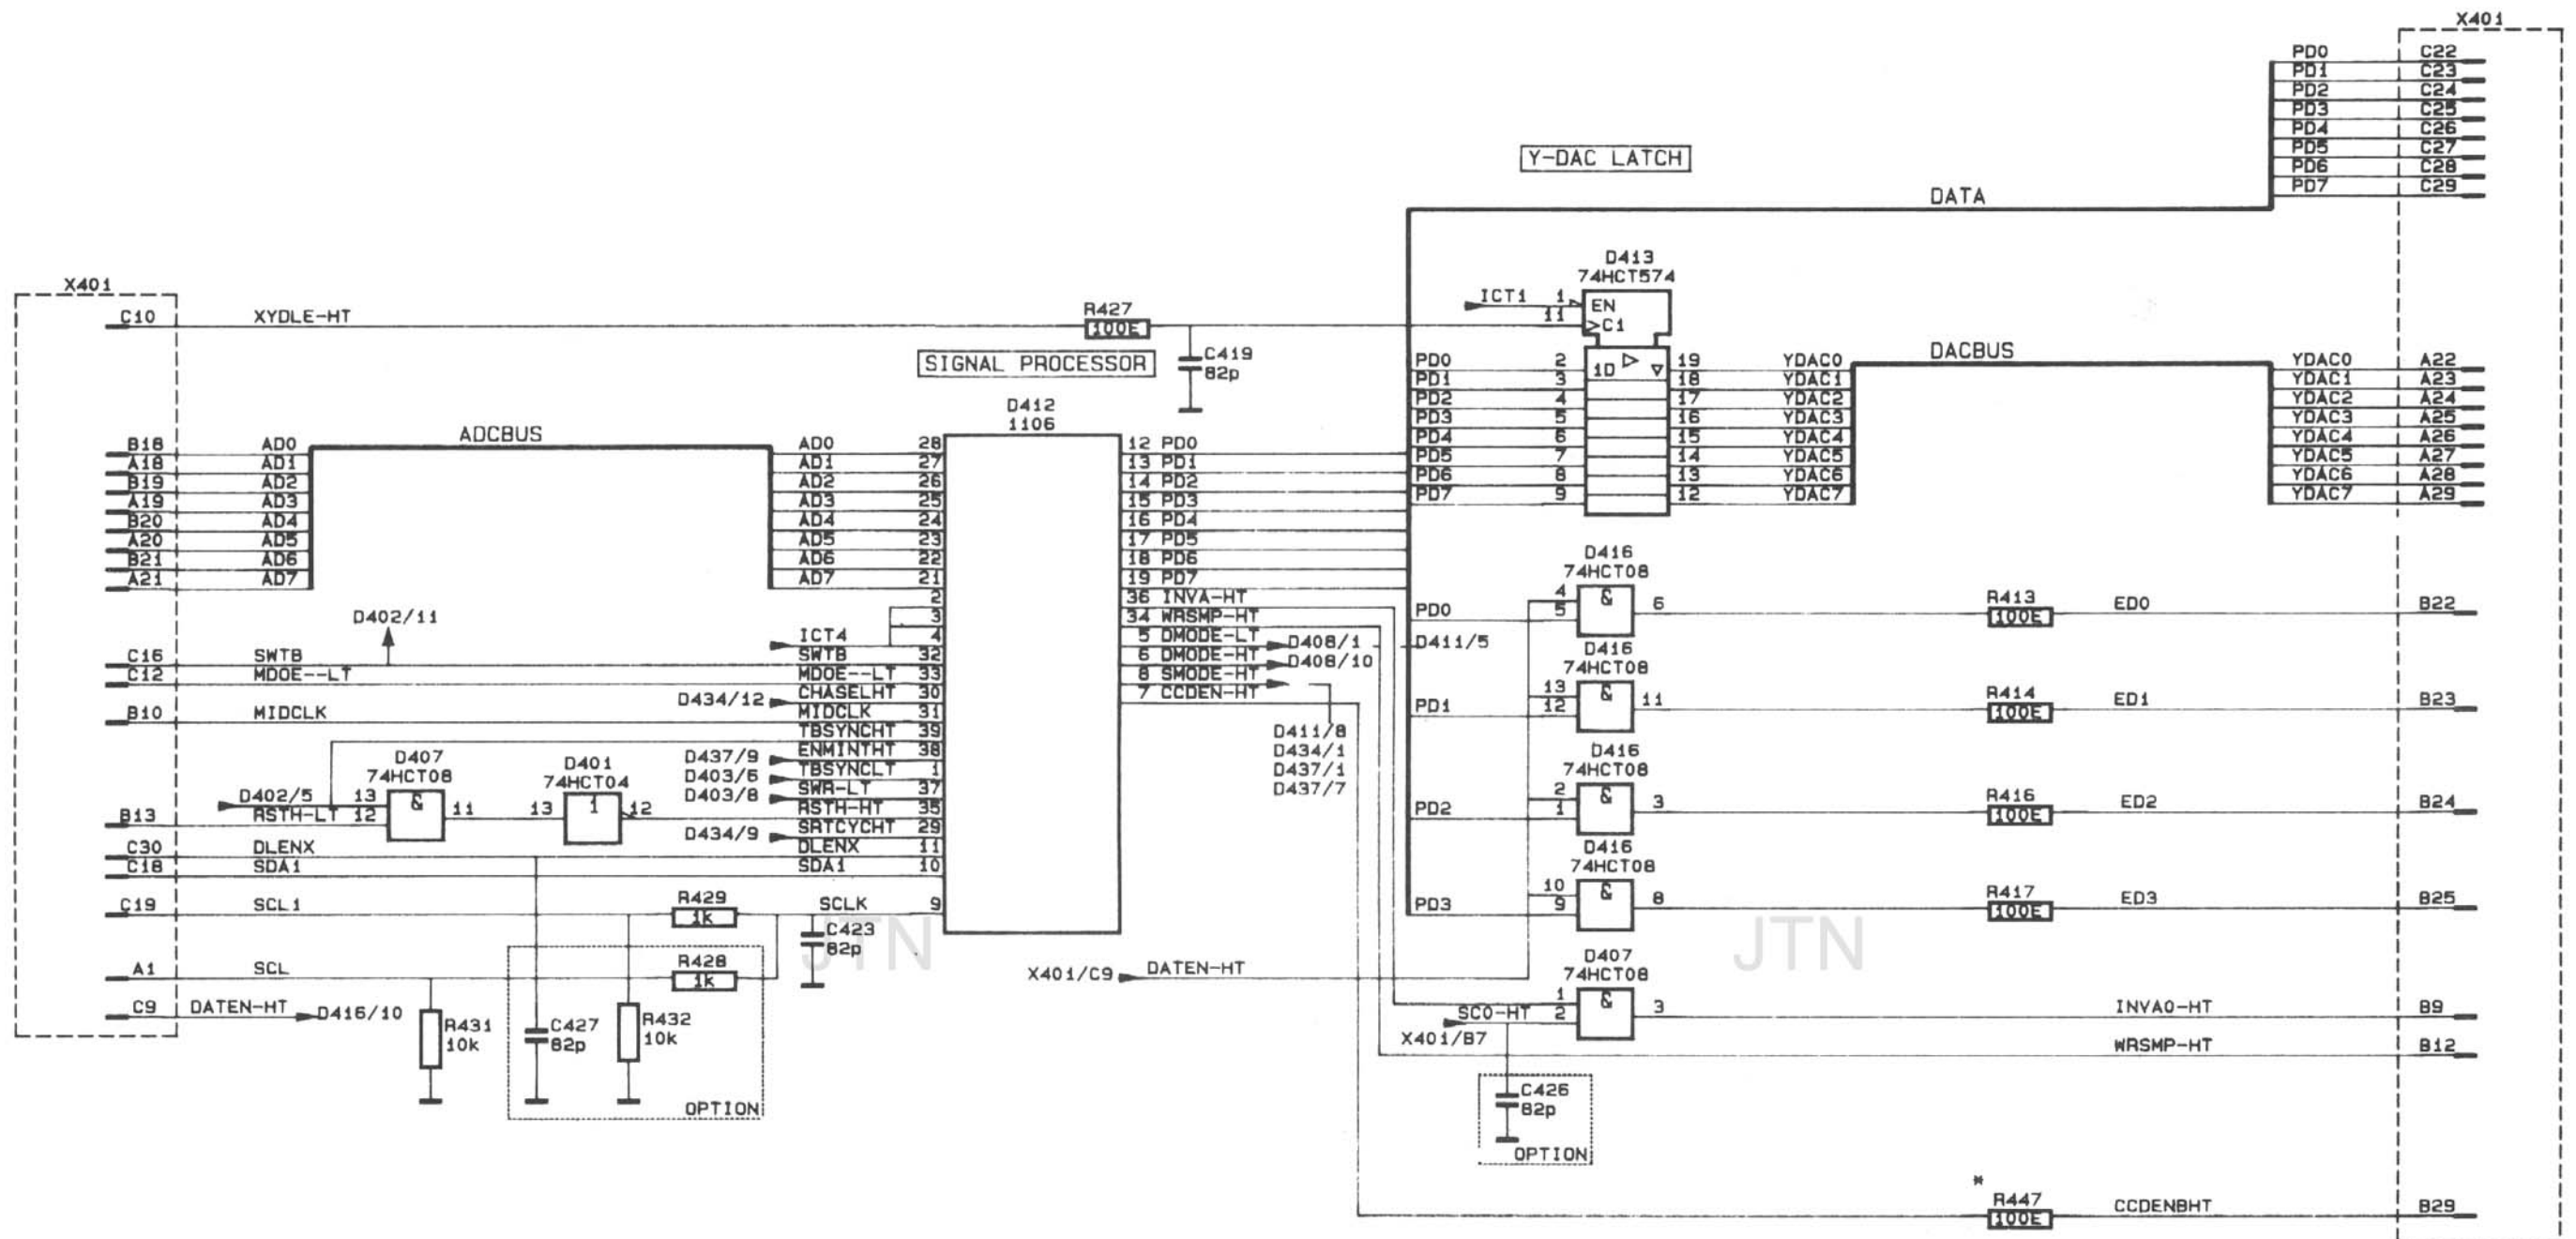 X401
PD0 C22
PD1 C23
PD2 C24
PD3 C25
PD4 C26
PD5 C27
PD6 C28
PD7 C29
Y-DAC LATCH
DATA
X401
C10 XYDLE-HT
R427
100E
C419
82p
SIGNAL PROCESSOR
D413
74HCT574
ICT1 1 EN
11 C1
1D
PD0 2 19 YDAC0
PD1 3 18 YDAC1
PD2 4 17 YDAC2
PD3 5 16 YDAC3
PD4 6 15 YDAC4
PD5 7 14 YDAC5
PD6 8 13 YDAC6
PD7 9 12 YDAC7
DACBUS
YDAC0 A22
YDAC1 A23
YDAC2 A24
YDAC3 A25
YDAC4 A26
YDAC5 A27
YDAC6 A28
YDAC7 A29
D412
1106
ADCBUS
B18 AD0
A18 AD1
B19 AD2
A19 AD3
B20 AD4
A20 AD5
B21 AD6
A21 AD7
AD0 28
AD1 27
AD2 26
AD3 25
AD4 24
AD5 23
AD6 22
AD7 21
2
3
ICT4 4
SWTB 32
MDOE--LT 33
CHASELHT 30
MIDCLK 31
TBSYNCHT 39
ENMINTHT 38
TBSYNCLT 1
SWR-LT 37
RSTH-HT 35
SRTCYCHT 29
DLENX 11
SDA1 10
SCLK 9
12 PD0
13 PD1
14 PD2
15 PD3
16 PD4
17 PD5
18 PD6
19 PD7
36 INVA-HT
34 WRSMP-HT
5 DMODE-LT
6 DMODE-HT
8 SMODE-HT
7 CCDEN-HT
D408/1
D411/5
D408/10
D411/8
D434/1
D437/1
D437/7
D402/11
C16 SWTB
C12 MDOE--LT
D434/12
B10 MIDCLK
D437/9
D403/6
D403/8
D434/9
D407
74HCT08
D402/5 13
&
11
B13 RSTH-LT 12
D401
74HCT04
13 1 12
C30 DLENX
C18 SDA1
C19 SCL1
R429
1k
C423
82p
A1 SCL
R428
1k
C9 DATEN-HT D416/10
R431
10k
C427
82p
R432
10k
OPTION
D416
74HCT08
PD0 4 5 & 6
R413
100E
ED0 B22
D416
74HCT08
PD1 13 12 & 11
R414
100E
ED1 B23
D416
74HCT08
PD2 2 1 & 3
R416
100E
ED2 B24
D416
74HCT08
PD3 10 9 & 8
R417
100E
ED3 B25
X401/C9 DATEN-HT
D407
74HCT08
1 & 3
SC0-HT 2
X401/B7
INVA0-HT B9
WRSMP-HT B12
C426
82p
OPTION
*
R447
100E
CCDENBHT B29
JTN
JTN